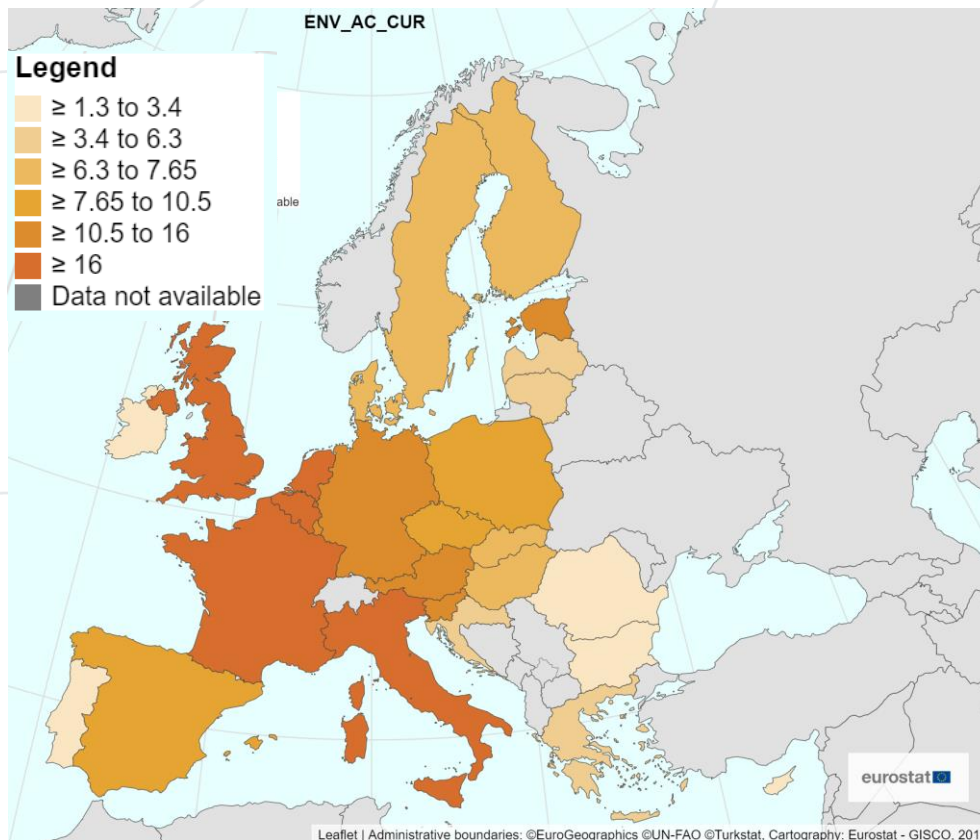 ENV_AC_CUR
Legend
≥ 1.3 to 3.4
≥ 3.4 to 6.3
≥ 6.3 to 7.65
≥ 7.65 to 10.5
≥ 10.5 to 16
≥ 16
Data not available
able
eurostat
Leaflet | Administrative boundaries: ©EuroGeographics ©UN-FAO ©Turkstat, Cartography: Eurostat - GISCO, 201